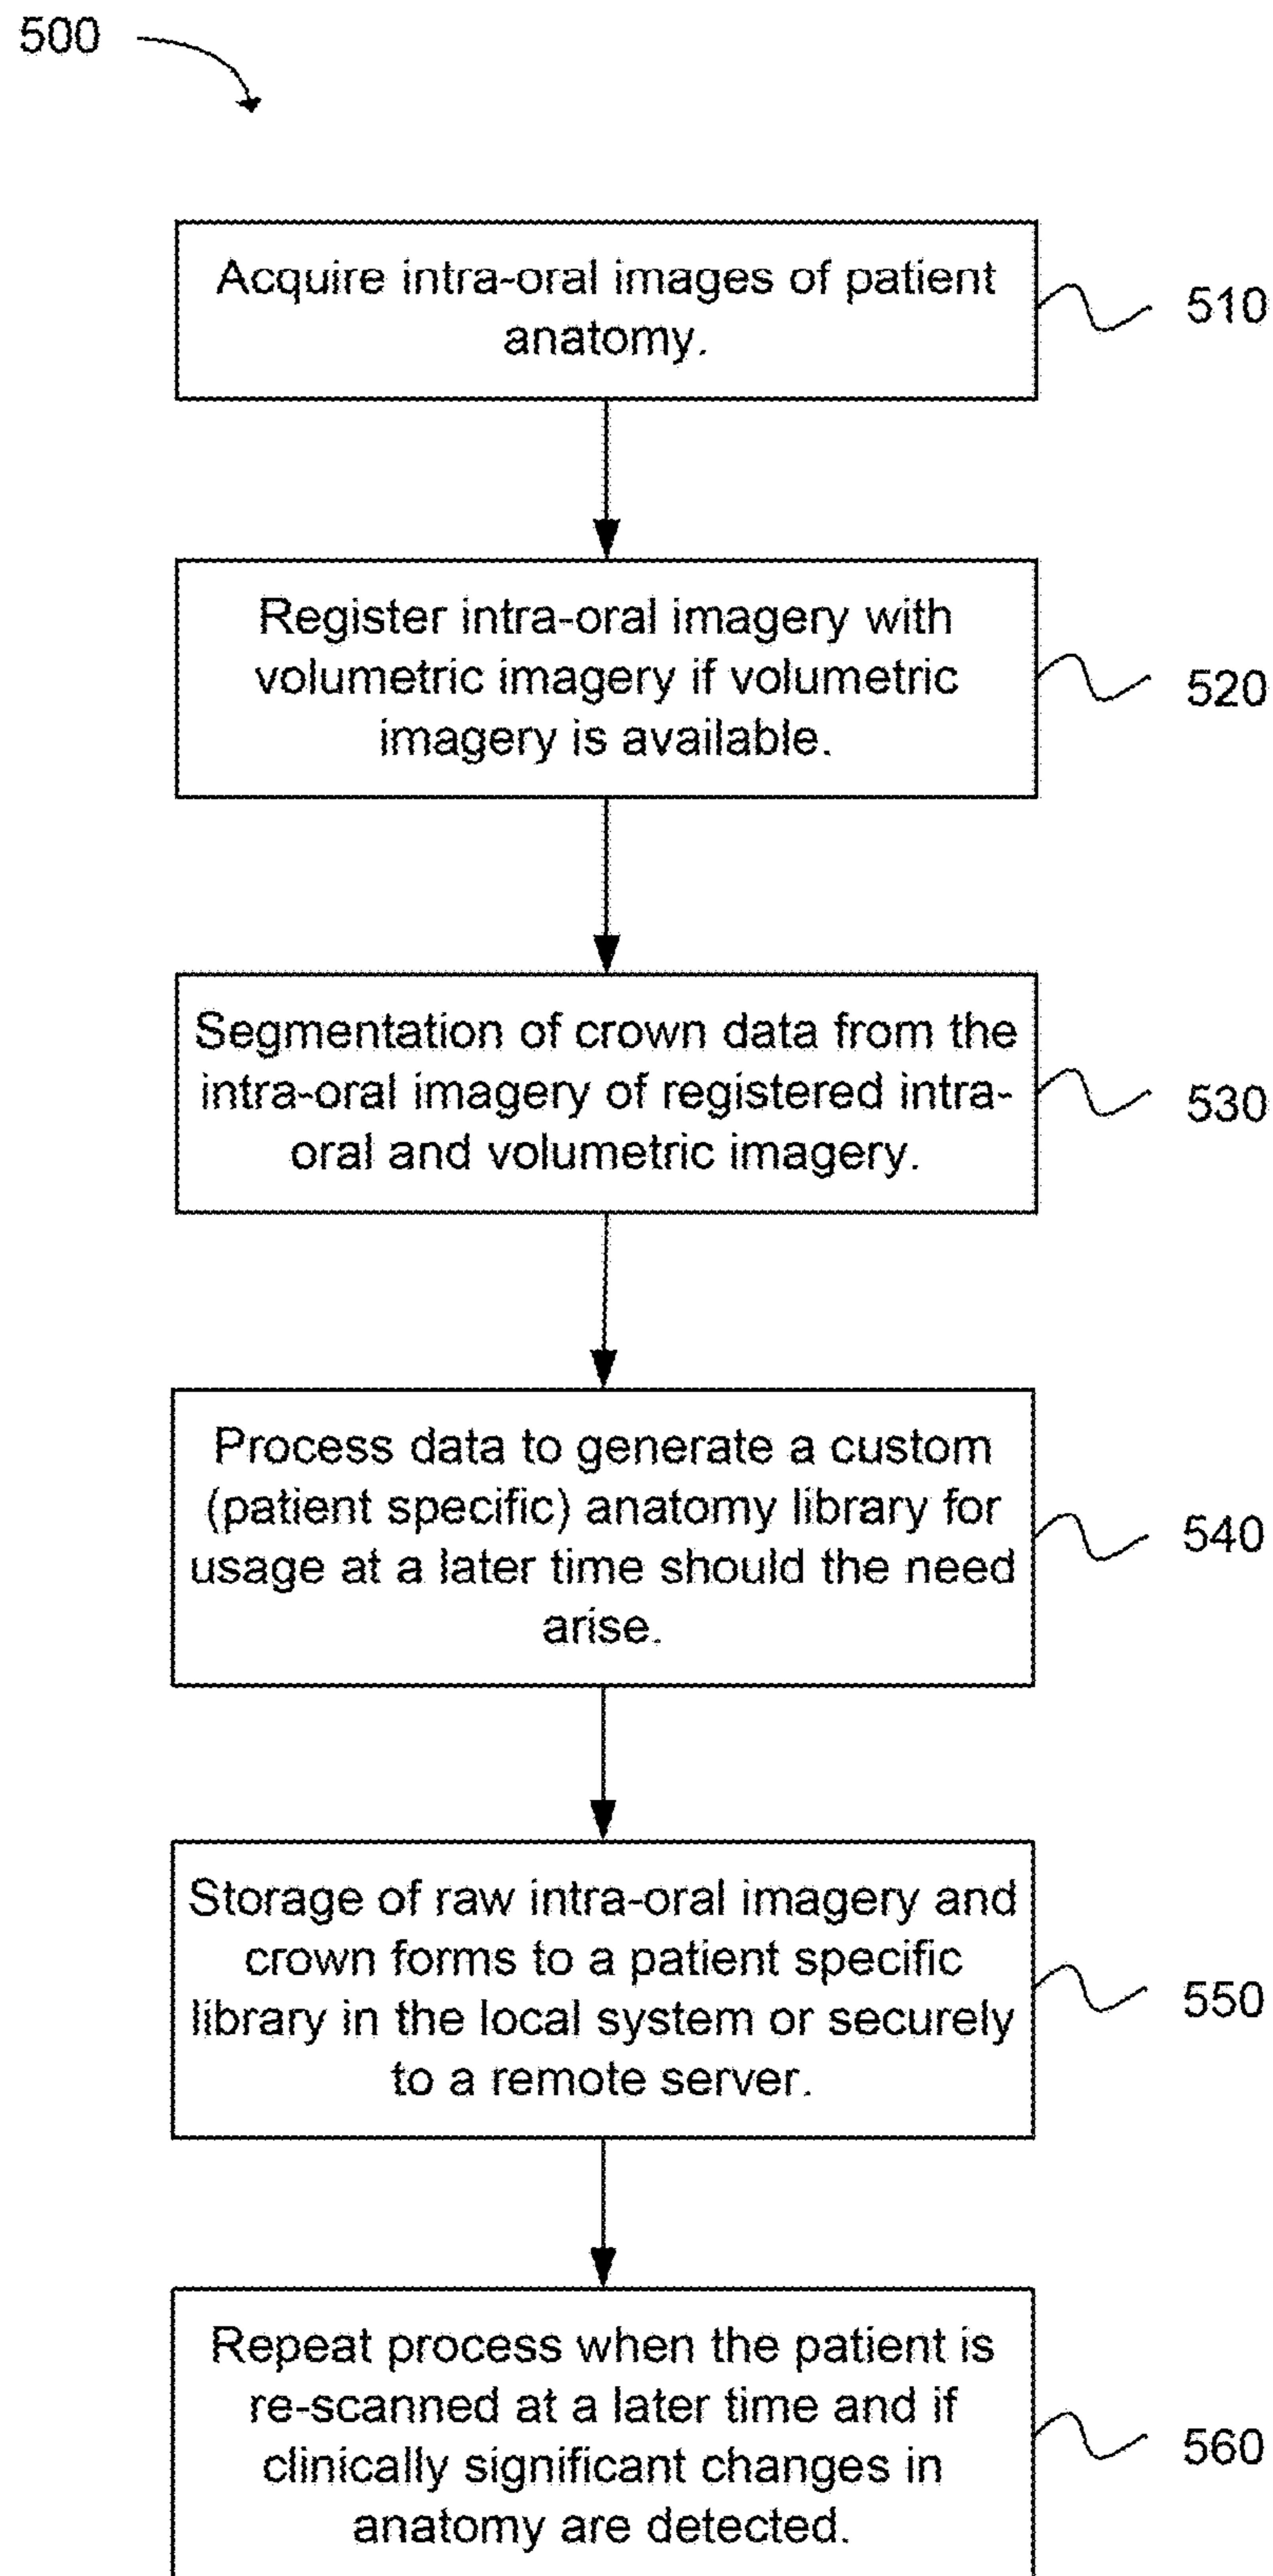 500
Acquire intra-oral images of patient
anatomy.
510
Register intra-oral imagery with
volumetric imagery if volumetric
imagery is available.
520
Segmentation of crown data from the
intra-oral imagery of registered intra-
oral and volumetric imagery.
530
Process data to generate a custom
(patient specific) anatomy library for
usage at a later time should the need
arise.
540
Storage of raw intra-oral imagery and
crown forms to a patient specific
library in the local system or securely
to a remote server.
550
Repeat process when the patient is
re-scanned at a later time and if
clinically significant changes in
anatomy are detected.
560